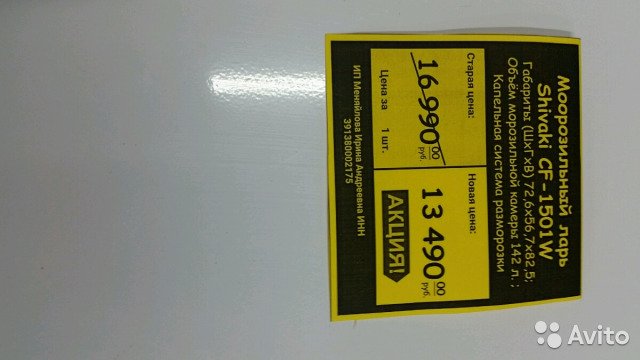 Моорозильный ларь
Shivaki CF-1501W
Габариты (ШхГхВ) 72,6х56,7х82,5;
Объём морозильной камеры 142 л. ;
Капельная система разморозки
Старая цена:
16 990 00 руб.
Цена за 1 шт.
Новая цена:
13 490 00 руб.
АКЦИЯ!
ИП Меняйлова Ирина Андреевна ИНН
391380002175
Avito